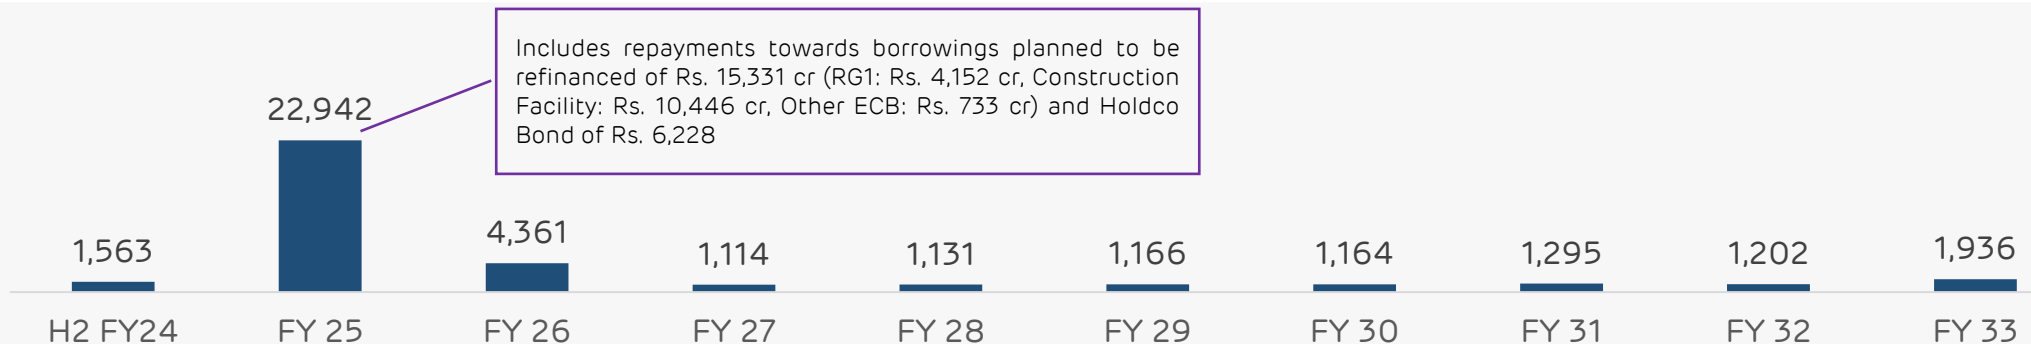 Includes repayments towards borrowings planned to be
refinanced of Rs. 15,331 cr (RG1: Rs. 4,152 cr, Construction
Facility: Rs. 10,446 cr, Other ECB: Rs. 733 cr) and Holdco
Bond of Rs. 6,228
1,563 22,942 4,361 1,114 1,131 1,166 1,164 1,295 1,202 1,936
H2 FY24 FY 25 FY 26 FY 27 FY 28 FY 29 FY 30 FY 31 FY 32 FY 33